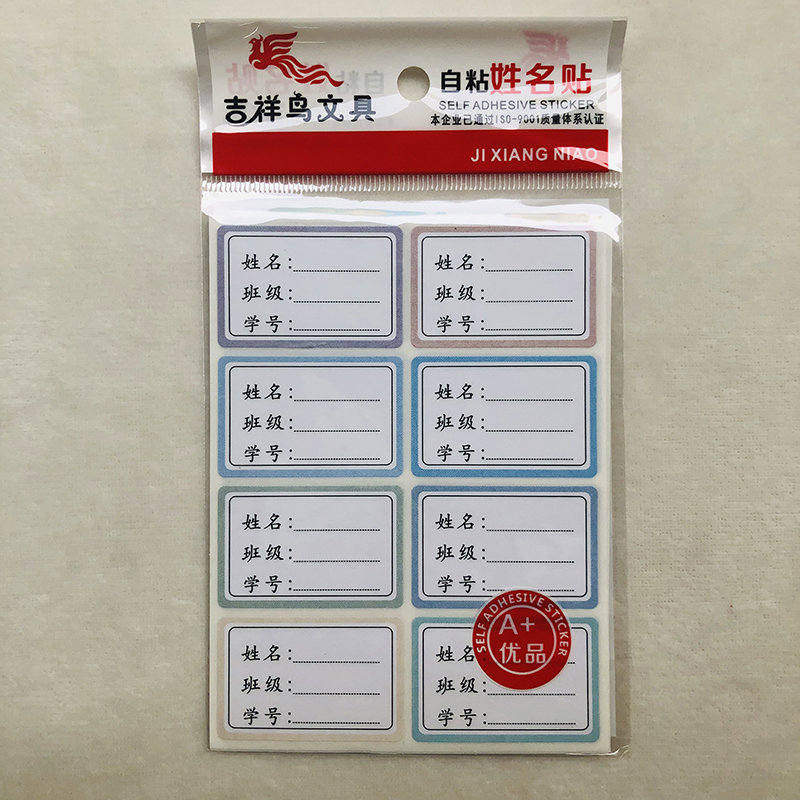 吉祥鸟文具
自粘姓名贴
SELF ADHESIVE STICKER
本企业已通过ISO-9001质量体系认证
JI XIANG NIAO
姓名:
班级:
学号:
姓名:
班级:
学号:
姓名:
班级:
学号:
姓名:
班级:
学号:
姓名:
班级:
学号:
姓名:
班级:
学号:
姓名:
班级:
学号:
姓名
班级:
学号:
SELF ADHESIVE STICKER
A+
优品